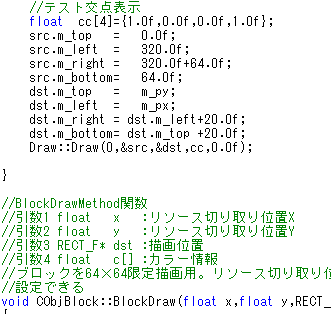 //テスト交点表示
float cc[4]={1.0f,0.0f,0.0f,1.0f};
src.m_top = 0.0f;
src.m_left = 320.0f;
src.m_right = 320.0f+64.0f;
src.m_bottom= 64.0f;
dst.m_top = m_py;
dst.m_left = m_px;
dst.m_right = dst.m_left+20.0f;
dst.m_bottom= dst.m_top +20.0f;
Draw::Draw(0,&src,&dst,cc,0.0f);
}
//BlockDrawMethod関数
//引数1 float x :リソース切り取り位置X
//引数2 float y :リソース切り取り位置Y
//引数3 RECT_F* dst :描画位置
//引数4 float c[] :カラー情報
//ブロックを64×64限定描画用。リソース切り取り
//設定できる
void CObjBlock::BlockDraw(float x,float y,RECT_
{